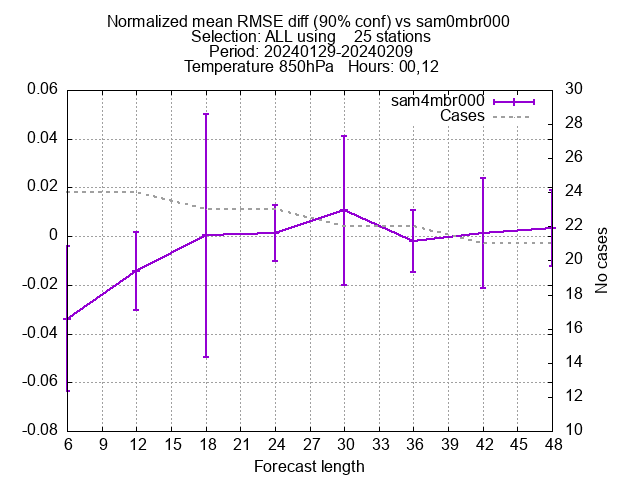 Normalized mean RMSE diff (90% conf) vs sam0mbr000
Selection: ALL using    25 stations
Period: 20240129-20240209
Temperature 850hPa   Hours: 00,12
sam4mbr000
Cases
0.06
0.04
0.02
0
-0.02
-0.04
-0.06
-0.08
30
28
26
24
22
20
18
16
14
12
10
No cases
6 9 12 15 18 21 24 27 30 33 36 39 42 45 48
Forecast length